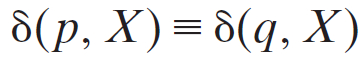 δ(p, X) ≡ δ(q, X)